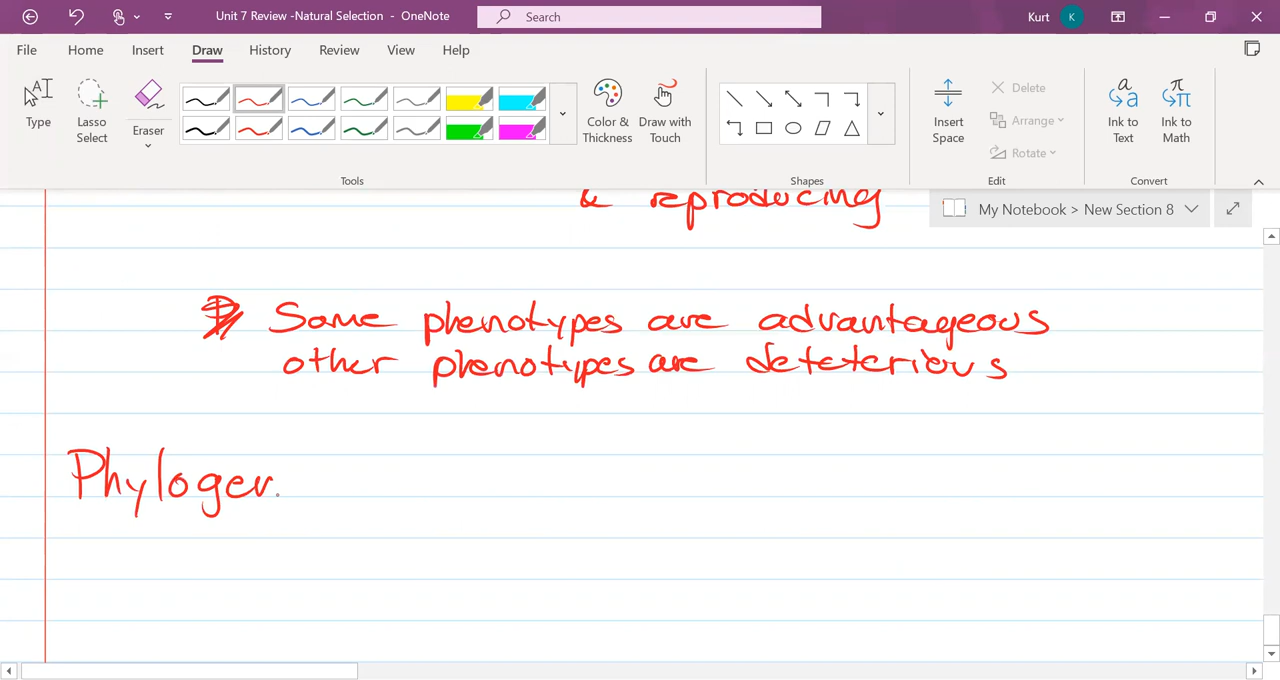 Unit 7 Review -Natural Selection - OneNote
Search
Kurt
K
File Home Insert Draw History Review View Help
Type
Lasso Select
Eraser
Color & Thickness
Draw with Touch
Insert Space
Delete
Arrange
Rotate
Ink to Text
Ink to Math
Tools
Shapes
Edit
Convert
My Notebook > New Section 8
& reproducing
Some phenotypes are advantageous
other phenotypes are deteterious
Phylogen